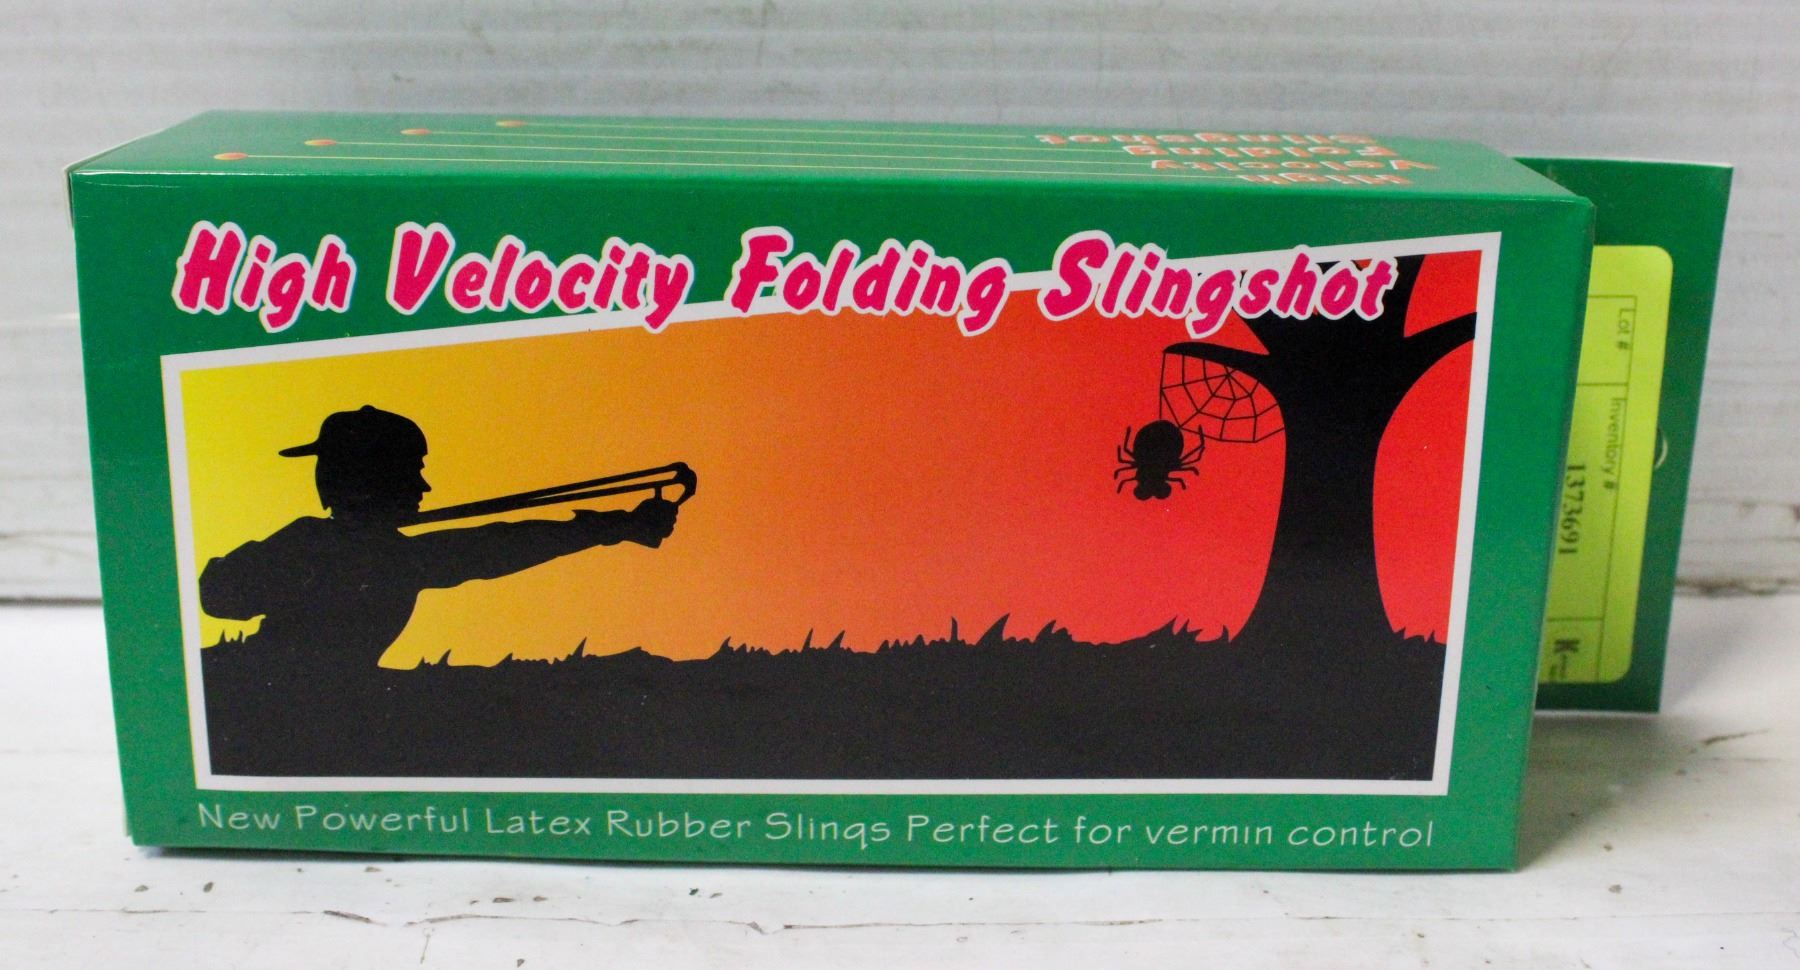 High
Velocity
Folding
Slingshot
High Velocity Folding Slingshot
New Powerful Latex Rubber Slings Perfect for vermin control
Lot #
Inventory #
1373691
K